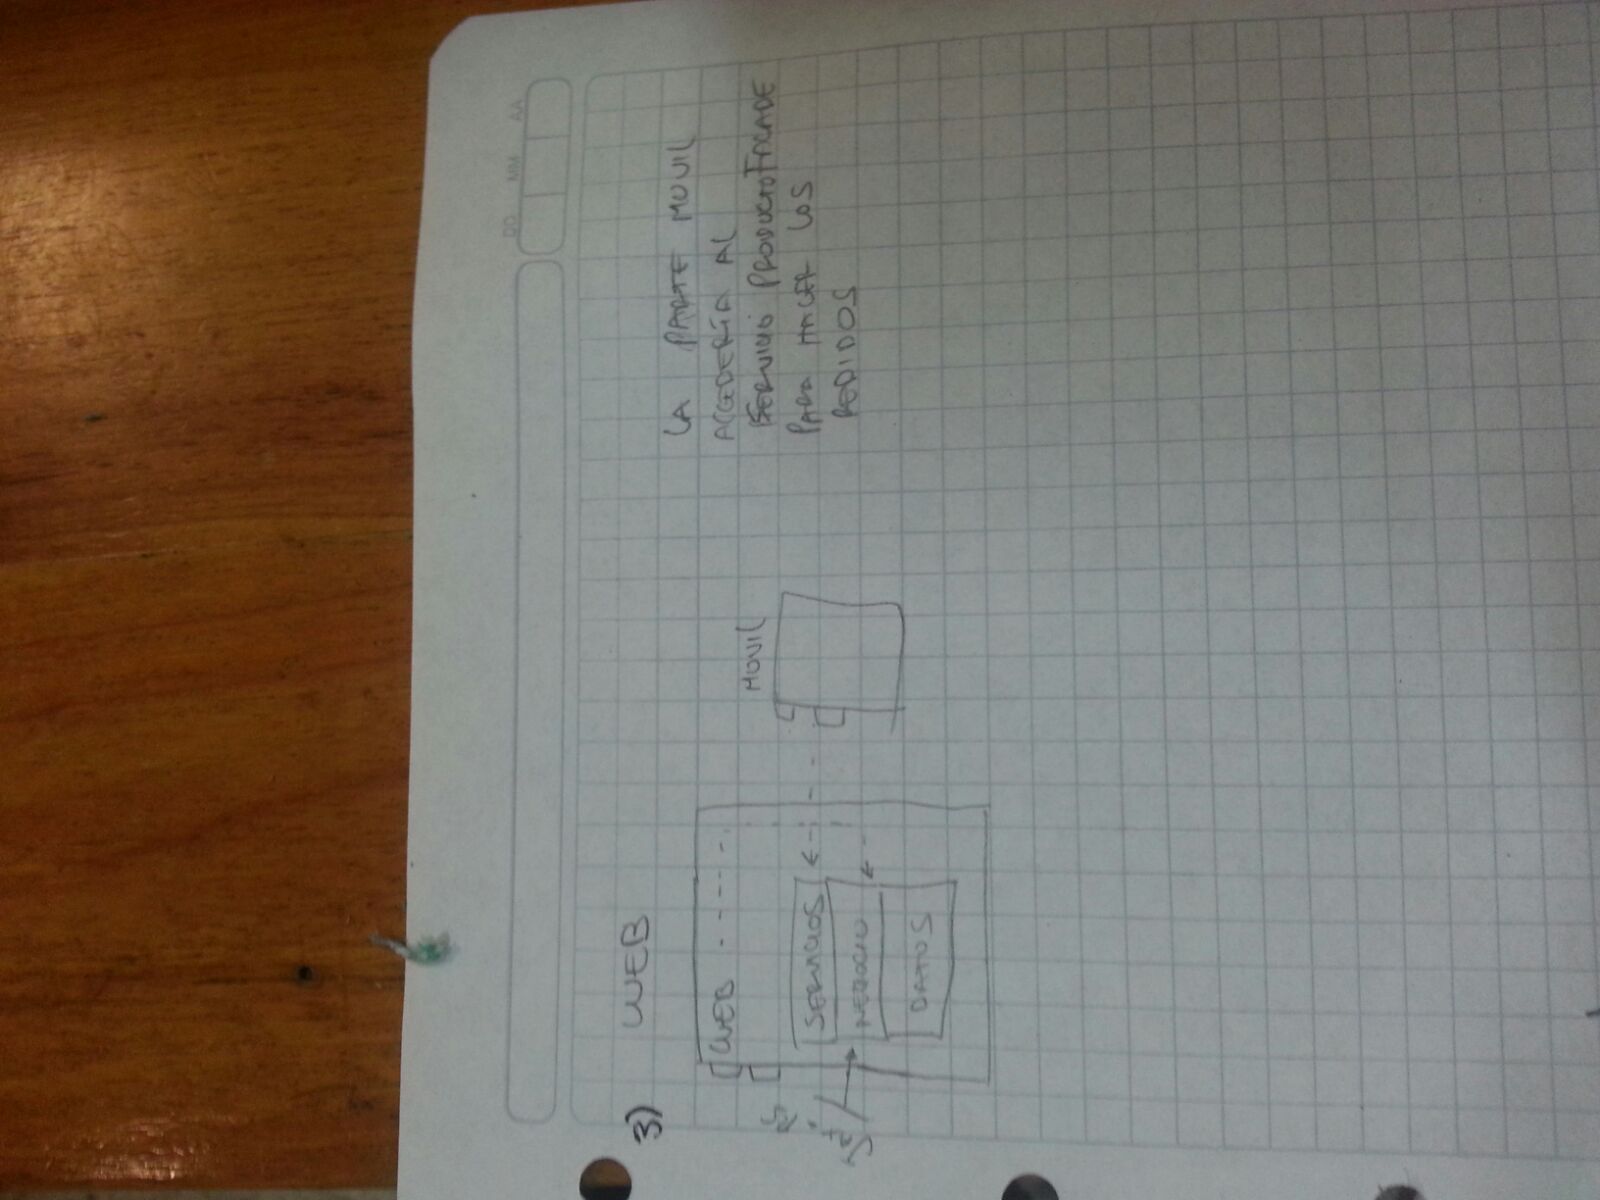 DD MM AA
3) WEB
WEB
SERVICIOS
NEGOCIO
DATOS
MOVIL
LA PARTE MOVIL
ACCEDERÍA AL
SERVICIO PRODUCTOFACADE
PARA HACER LOS
PEDIDOS